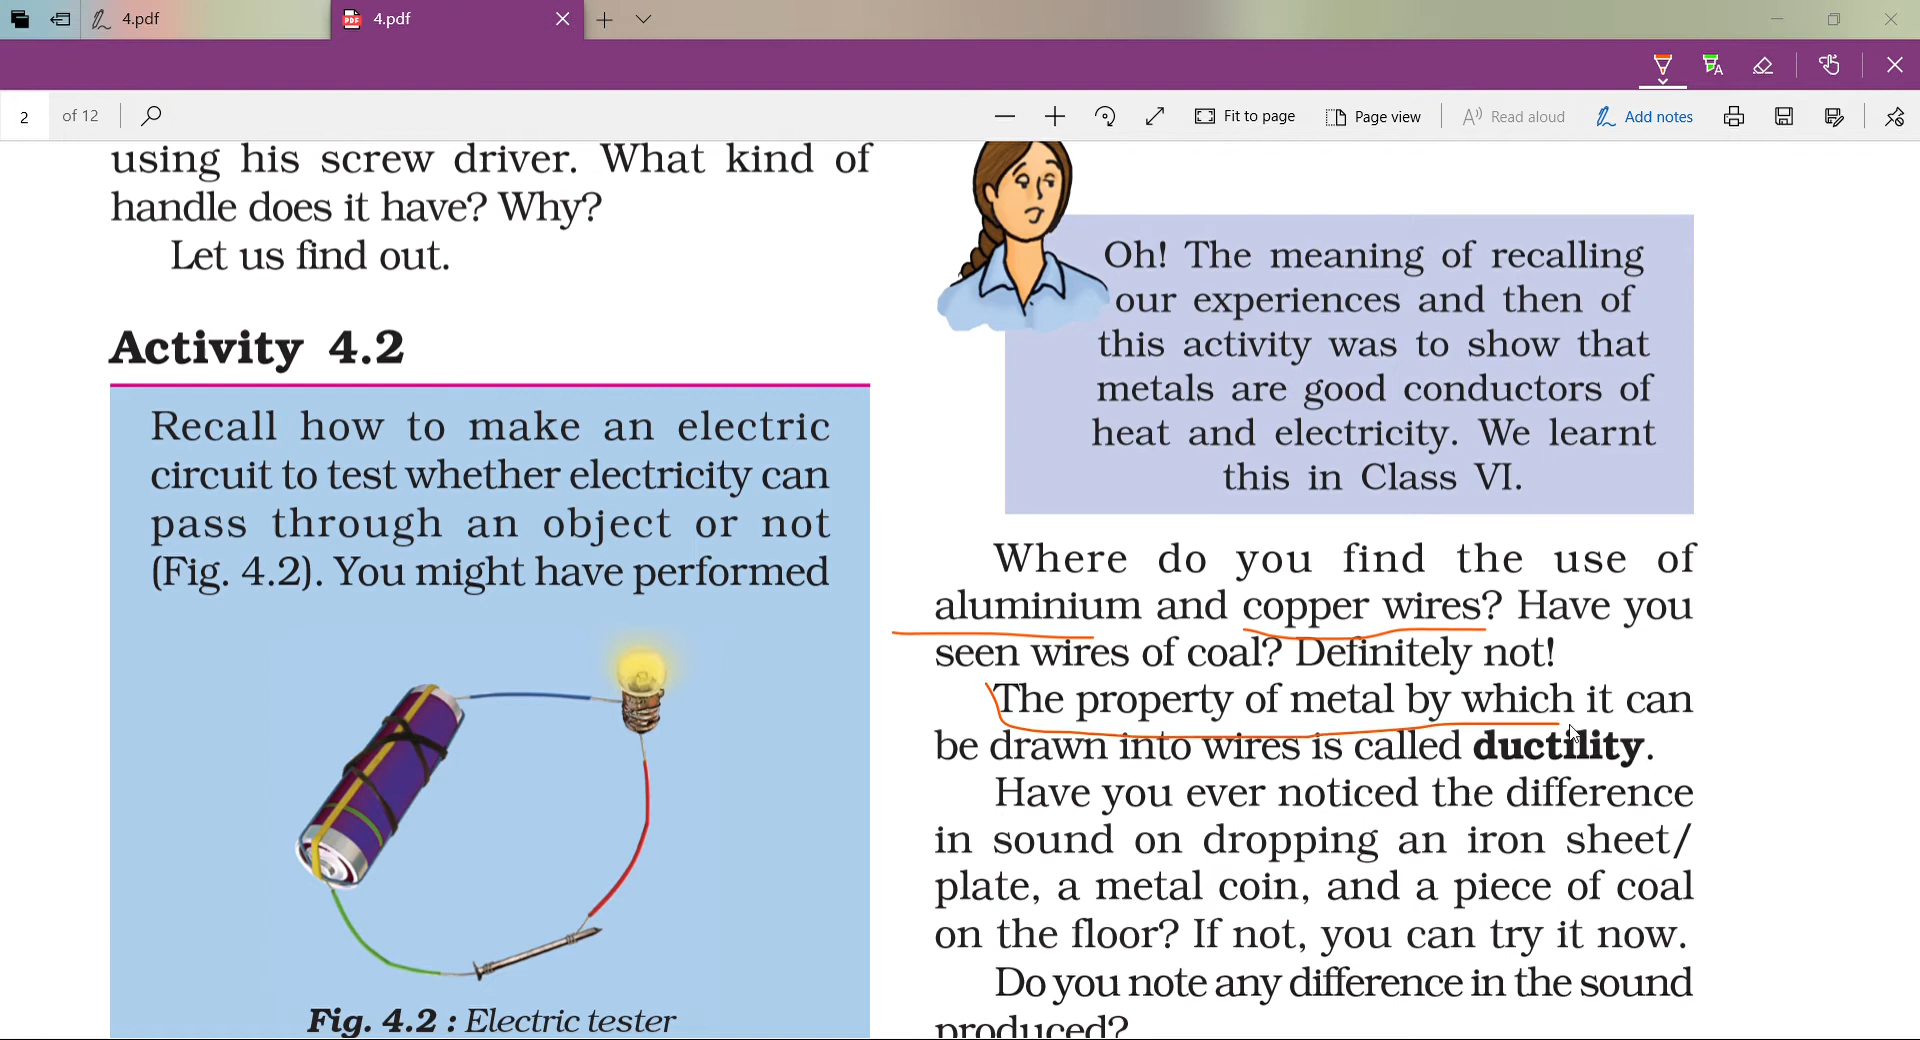 4.pdf
4.pdf
2 of 12
Fit to page
Page view
Read aloud
Add notes
using his screw driver. What kind of
handle does it have? Why?
Let us find out.
Activity 4.2
Recall how to make an electric
circuit to test whether electricity can
pass through an object or not
(Fig. 4.2). You might have performed
Fig. 4.2 : Electric tester
Oh! The meaning of recalling
our experiences and then of
this activity was to show that
metals are good conductors of
heat and electricity. We learnt
this in Class VI.
Where do you find the use of
aluminium and copper wires? Have you
seen wires of coal? Definitely not!
The property of metal by which it can
be drawn into wires is called ductility.
Have you ever noticed the difference
in sound on dropping an iron sheet/
plate, a metal coin, and a piece of coal
on the floor? If not, you can try it now.
Do you note any difference in the sound
produced?